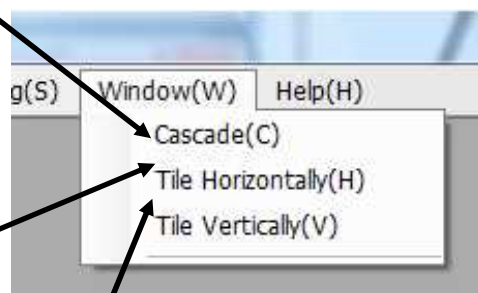 g(S) Window(W) Help(H)
Cascade(C)
Tile Horizontally(H)
Tile Vertically(V)